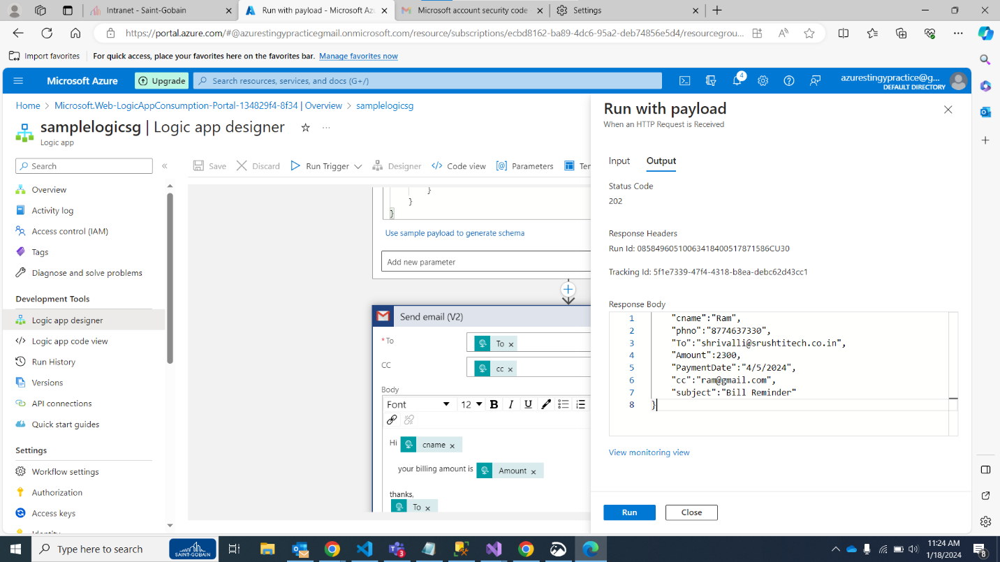 Intranet - Saint-Gobain
Run with payload - Microsoft Azu
Microsoft account security code
Settings
https://portal.azure.com/#@azurestingypracticegmail.onmicrosoft.com/resource/subscriptions/ecbd8162-ba89-4dc6-95a2-deb74856e5d4/resourcegrou...
Import favorites
For quick access, place your favorites here on the favorites bar. Manage favorites now
Microsoft Azure
Upgrade
Search resources, services, and docs (G+/)
4
azurestingypractice@g...
DEFAULT DIRECTORY
Home > Microsoft.Web-LogicAppConsumption-Portal-134829f4-8f34 | Overview > samplelogicsg
samplelogicsg | Logic app designer
Logic app
Search
Overview
Activity log
Access control (IAM)
Tags
Diagnose and solve problems
Development Tools
Logic app designer
Logic app code view
Run History
Versions
API connections
Quick start guides
Settings
Workflow settings
Authorization
Access keys
Identity
Save
Discard
Run Trigger
Designer
Code view
Parameters
Ten
}
}
}
Use sample payload to generate schema
Add new parameter
Send email (V2)
* To
To ×
CC
cc ×
Body
Font
12
B I U
Hi cname ×
your billing amount is Amount ×
thanks,
To ×
Run with payload
When an HTTP Request is Received
Input
Output
Status Code
202
Response Headers
Run Id: 08584960510063418400517871586CU30
Tracking Id: 5f1e7339-47f4-4318-b8ea-debc62d43cc1
Response Body
1 "cname":"Ram",
2 "phno":"8774637330",
3 "To":"shrivalli@srushtitech.co.in",
4 "Amount":2300,
5 "PaymentDate":"4/5/2024",
6 "cc":"ram@gmail.com",
7 "subject":"Bill Reminder"
8 }
View monitoring view
Run
Close
Type here to search
SAINT-GOBAIN
3
11:24 AM
1/18/2024
8